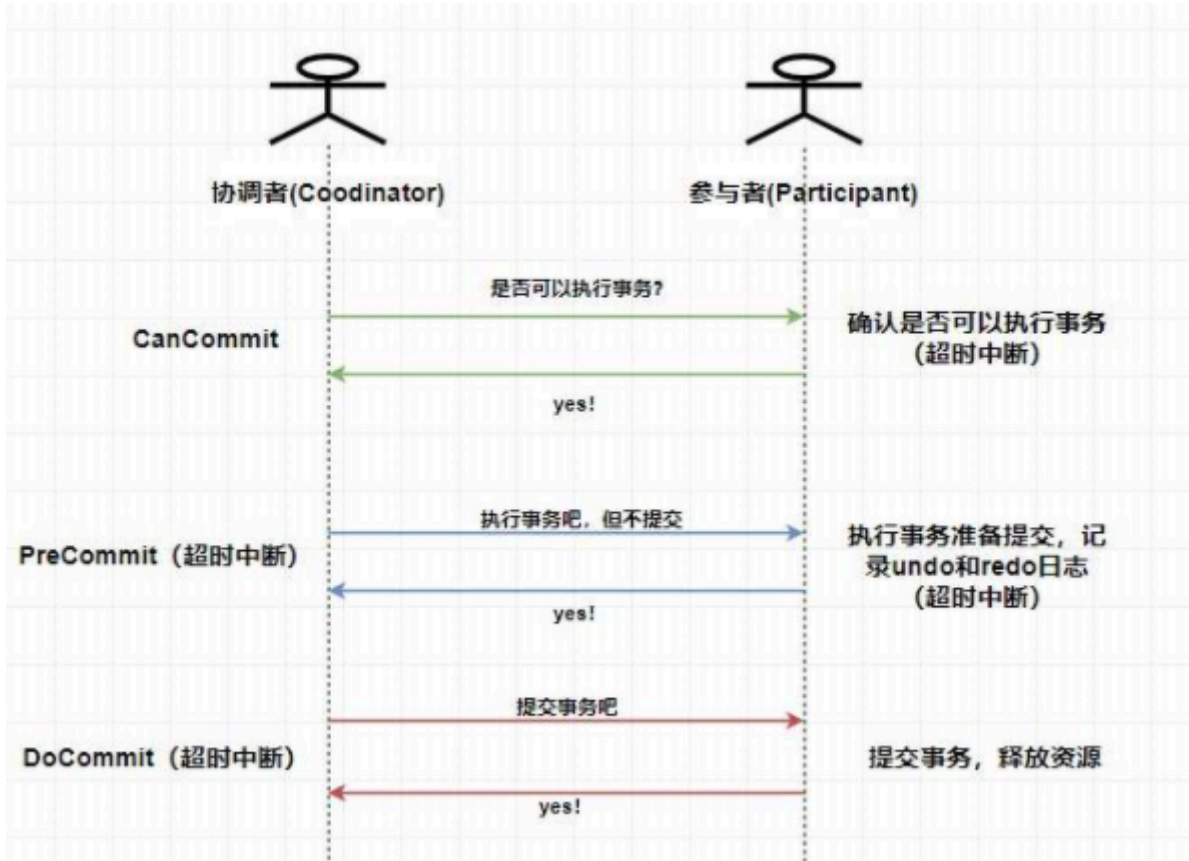 协调者(Coodinator)
参与者(Participant)
是否可以执行事务?
CanCommit
确认是否可以执行事务
（超时中断）
yes!
执行事务吧，但不提交
PreCommit（超时中断）
执行事务准备提交，记
录undo和redo日志
（超时中断）
yes!
提交事务吧
DoCommit（超时中断）
提交事务，释放资源
yes!